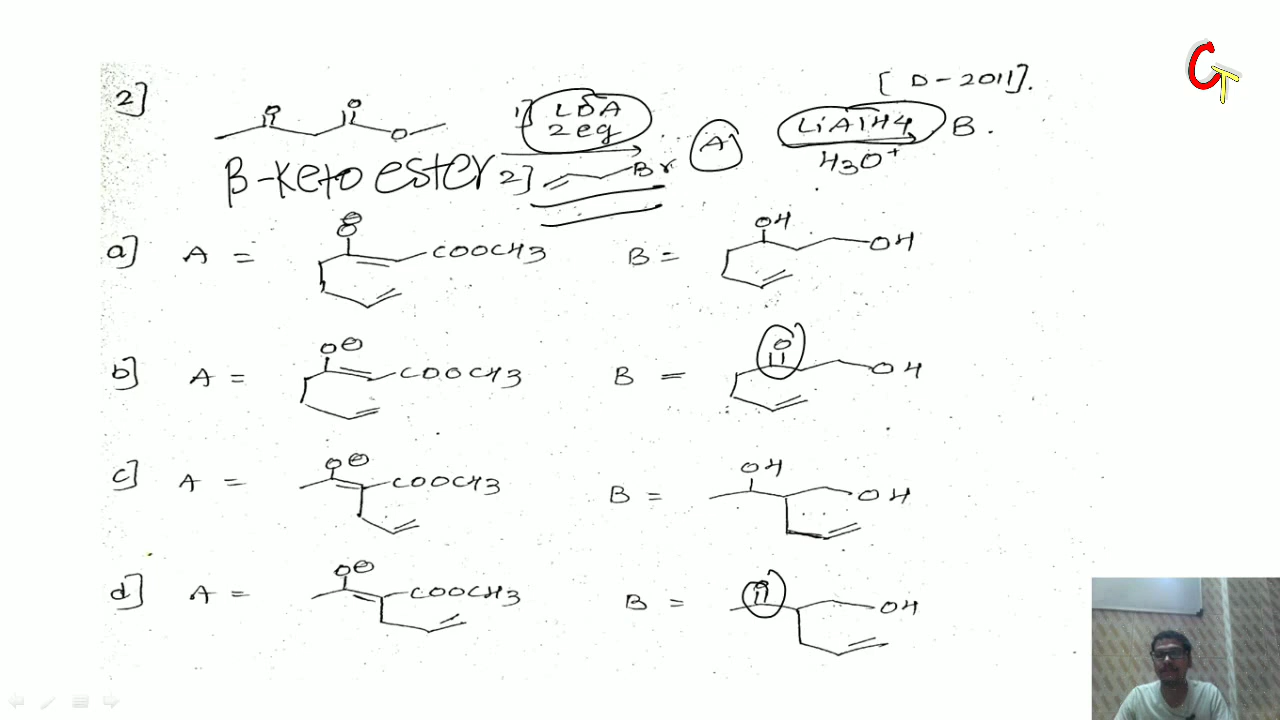 CT
[D-2011].
2] O O O 1] LDA 2eq A LiAlH4 B.
β-Keto ester 2] Br H3O+
a] A = O⊖ COOCH3 B = OH OH
b] A = O⊖ COOCH3 B = O OH
c] A = O⊖ COOCH3 B = OH OH
d] A = O⊖ COOCH3 B = O OH